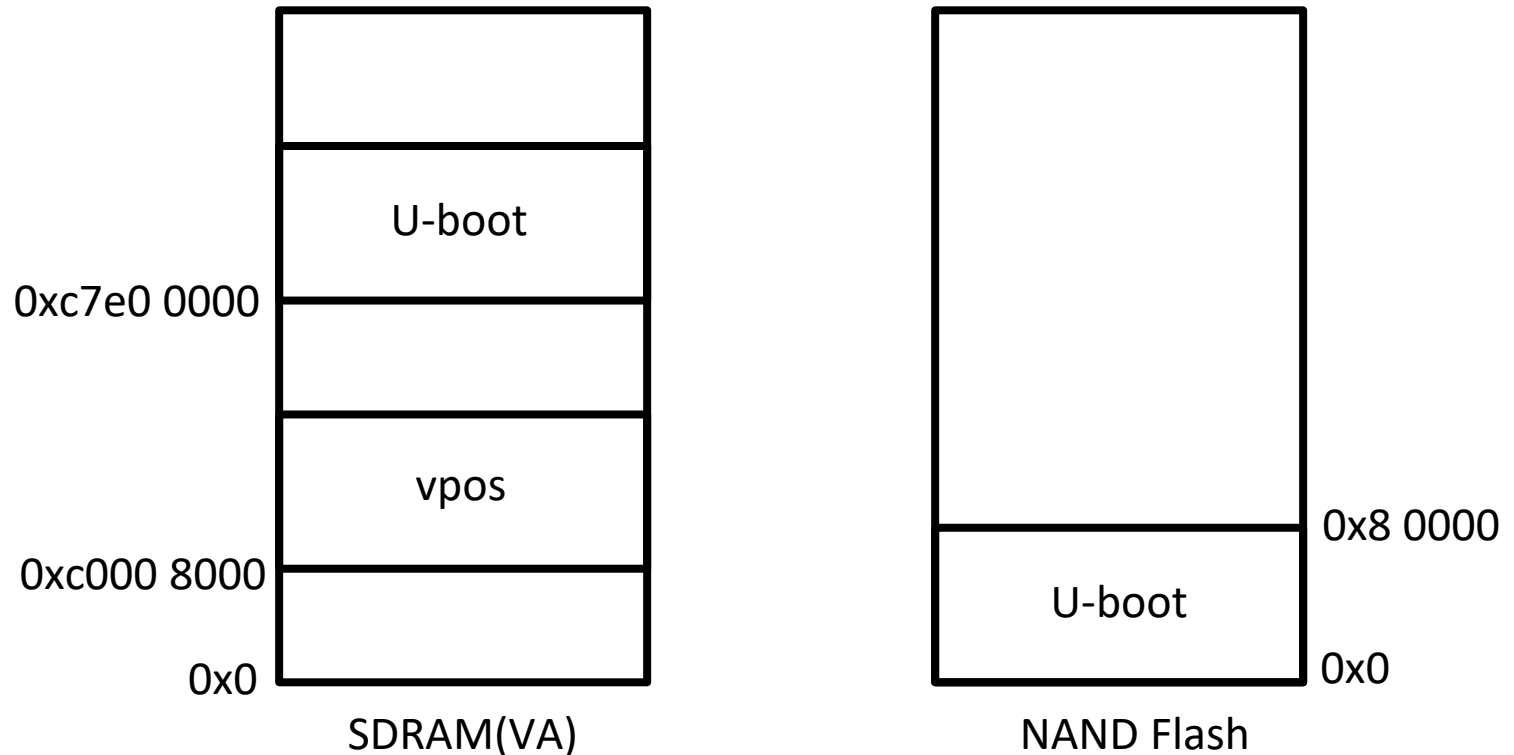 U-boot
0xc7e0 0000
vpos
0xc000 8000
0x0
SDRAM(VA)
0x8 0000
U-boot
0x0
NAND Flash